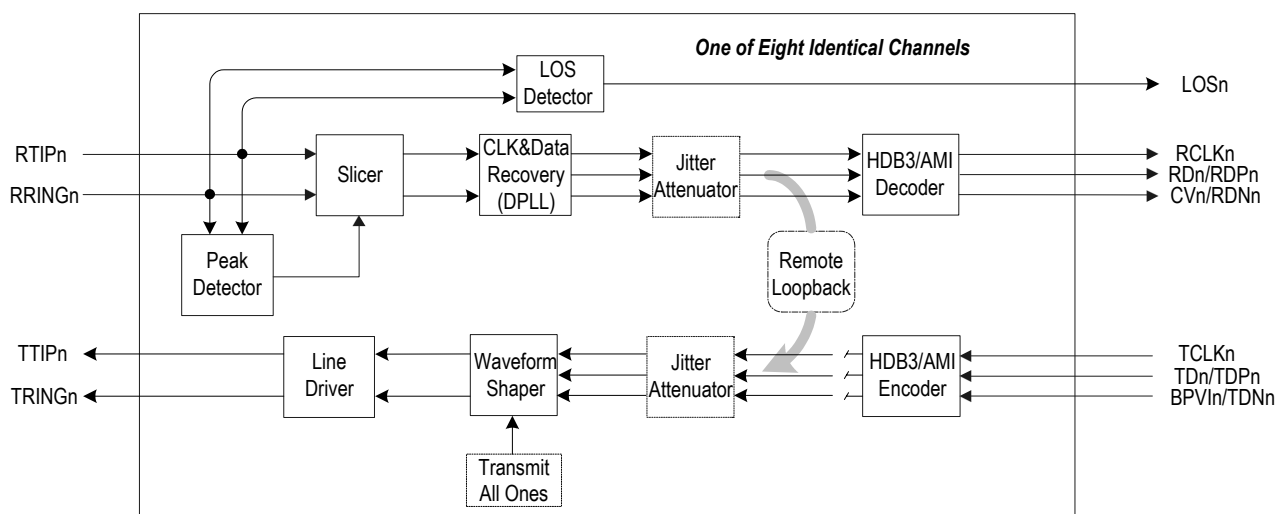 One of Eight Identical Channels
LOS
Detector
LOSn
RTIPn
RRINGn
Slicer
CLK&Data
Recovery
(DPLL)
Jitter
Attenuator
HDB3/AMI
Decoder
RCLKn
RDn/RDPn
CVn/RDNn
Peak
Detector
Remote
Loopback
TTIPn
TRINGn
Line
Driver
Waveform
Shaper
Jitter
Attenuator
HDB3/AMI
Encoder
TCLKn
TDn/TDPn
BPVIn/TDNn
Transmit
All Ones